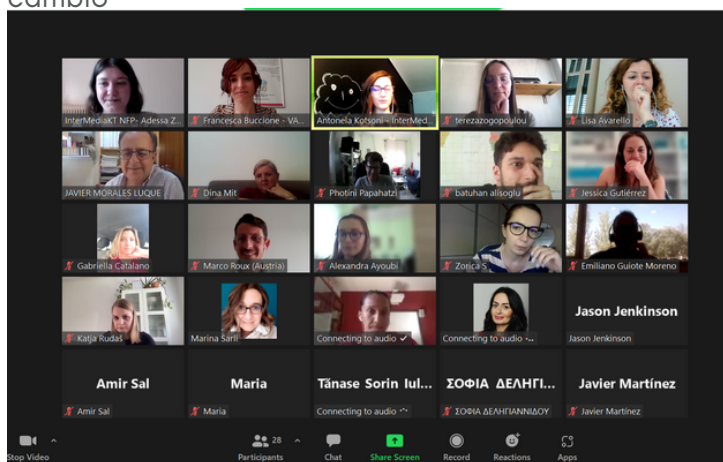 cambio
InterMediaKT NFP- Adessa Z...
Francesca Buccione - VA...
Antonela Kotsoni - InterMed...
terezazogopoulou
Lisa Avarello
JAVIER MORALES LUQUE
Dina Mit
Photini Papahatzi
batuhan alisoglu
Jessica Gutiérrez
Gabriella Catalano
Marco Roux (Austria)
Alexandra Ayoubi
Zorica S
Emiliano Guiote Moreno
Katja Rudaš
Marina Sarli
Connecting to audio
Connecting to audio
Jason Jenkinson
Jason Jenkinson
Amir Sal
Maria
Tănase Sorin Iul...
ΣΟΦΙΑ ΔΕΛΗΓΙ...
Javier Martínez
Amir Sal
Maria
Connecting to audio
ΣΟΦΙΑ ΔΕΛΗΓΙΑΝΝΙΔΟΥ
Javier Martínez
Stop Video
28
Participants
Chat
Share Screen
Record
Reactions
Apps